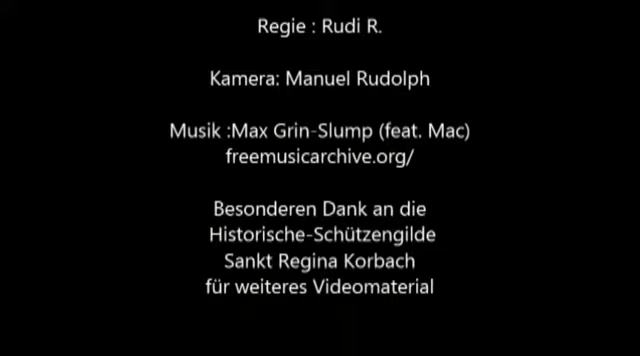 Regie : Rudi R.
Kamera: Manuel Rudolph
Musik :Max Grin-Slump (feat. Mac)
freemusicarchive.org/
Besonderen Dank an die
Historische-Schützengilde
Sankt Regina Korbach
für weiteres Videomaterial